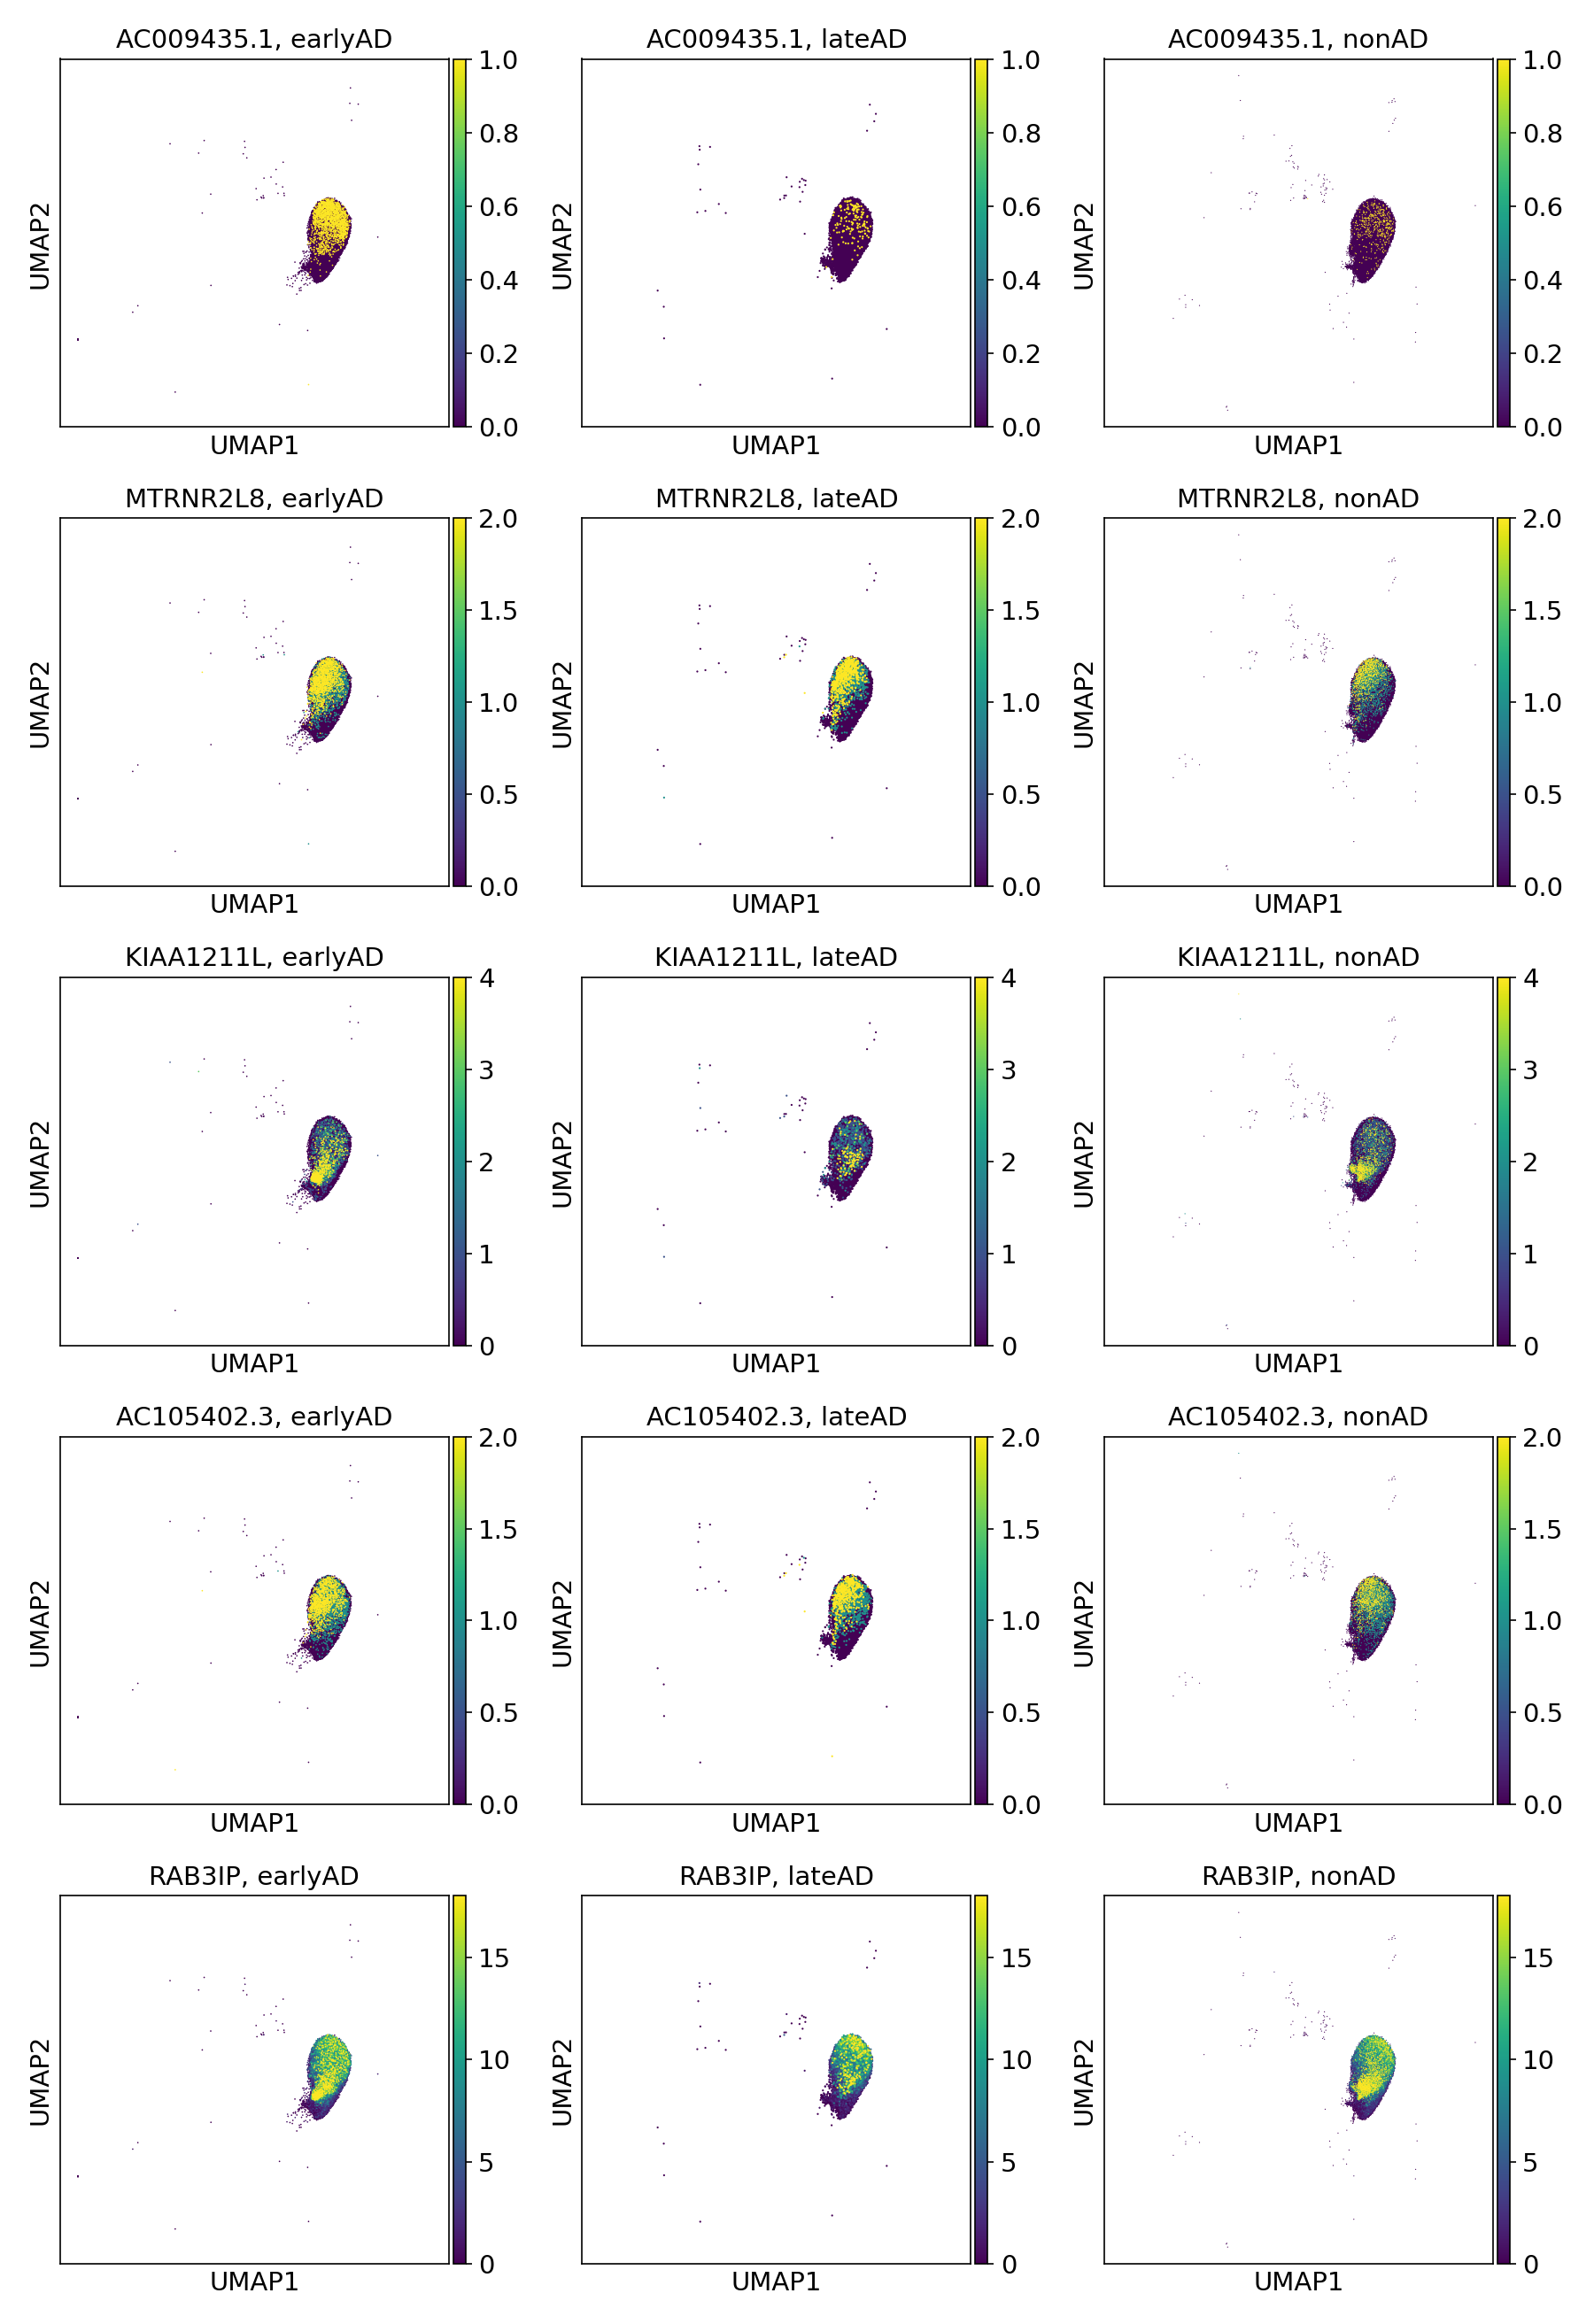 AC009435.1, earlyAD
AC009435.1, lateAD
AC009435.1, nonAD
UMAP2
1.0
0.8
0.6
0.4
0.2
0.0
UMAP1
UMAP2
1.0
0.8
0.6
0.4
0.2
0.0
UMAP1
UMAP2
1.0
0.8
0.6
0.4
0.2
0.0
UMAP1
MTRNR2L8, earlyAD
MTRNR2L8, lateAD
MTRNR2L8, nonAD
UMAP2
2.0
1.5
1.0
0.5
0.0
UMAP1
UMAP2
2.0
1.5
1.0
0.5
0.0
UMAP1
UMAP2
2.0
1.5
1.0
0.5
0.0
UMAP1
KIAA1211L, earlyAD
KIAA1211L, lateAD
KIAA1211L, nonAD
UMAP2
4
3
2
1
0
UMAP1
UMAP2
4
3
2
1
0
UMAP1
UMAP2
4
3
2
1
0
UMAP1
AC105402.3, earlyAD
AC105402.3, lateAD
AC105402.3, nonAD
UMAP2
2.0
1.5
1.0
0.5
0.0
UMAP1
UMAP2
2.0
1.5
1.0
0.5
0.0
UMAP1
UMAP2
2.0
1.5
1.0
0.5
0.0
UMAP1
RAB3IP, earlyAD
RAB3IP, lateAD
RAB3IP, nonAD
UMAP2
15
10
5
0
UMAP1
UMAP2
15
10
5
0
UMAP1
UMAP2
15
10
5
0
UMAP1